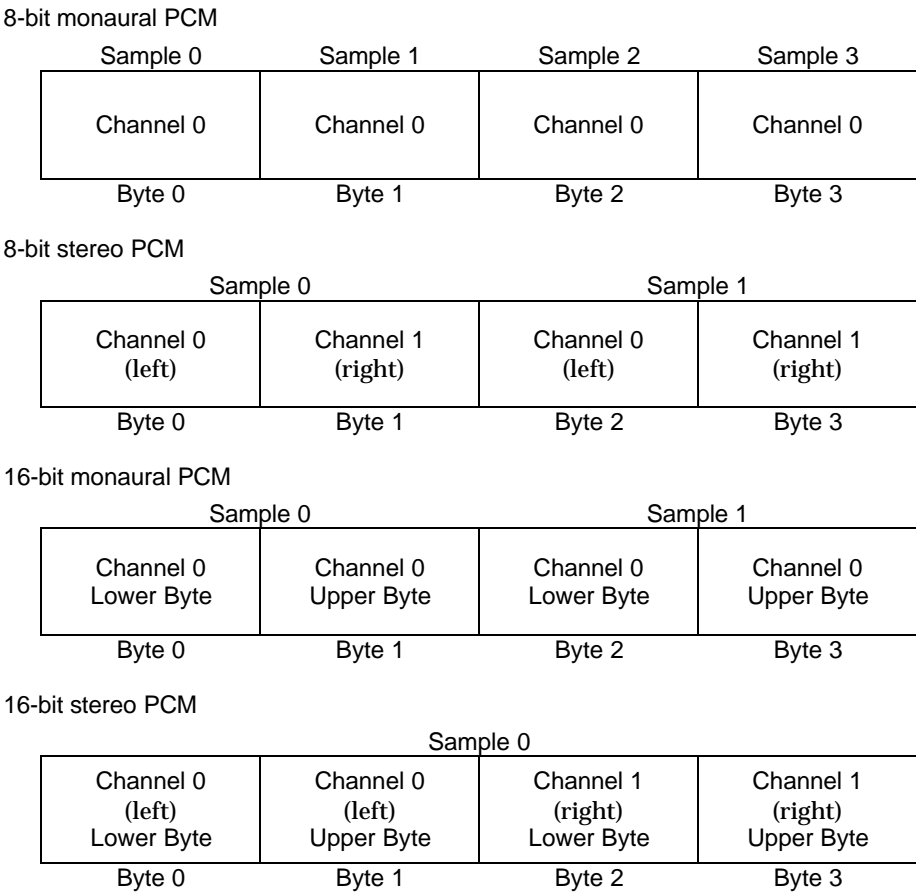 8-bit monaural PCM
Sample 0 Sample 1 Sample 2 Sample 3
Channel 0 Channel 0 Channel 0 Channel 0
Byte 0 Byte 1 Byte 2 Byte 3
8-bit stereo PCM
Sample 0 Sample 1
Channel 0 Channel 1 Channel 0 Channel 1
(left) (right) (left) (right)
Byte 0 Byte 1 Byte 2 Byte 3
16-bit monaural PCM
Sample 0 Sample 1
Channel 0 Channel 0 Channel 0 Channel 0
Lower Byte Upper Byte Lower Byte Upper Byte
Byte 0 Byte 1 Byte 2 Byte 3
16-bit stereo PCM
Sample 0
Channel 0 Channel 0 Channel 1 Channel 1
(left) (left) (right) (right)
Lower Byte Upper Byte Lower Byte Upper Byte
Byte 0 Byte 1 Byte 2 Byte 3